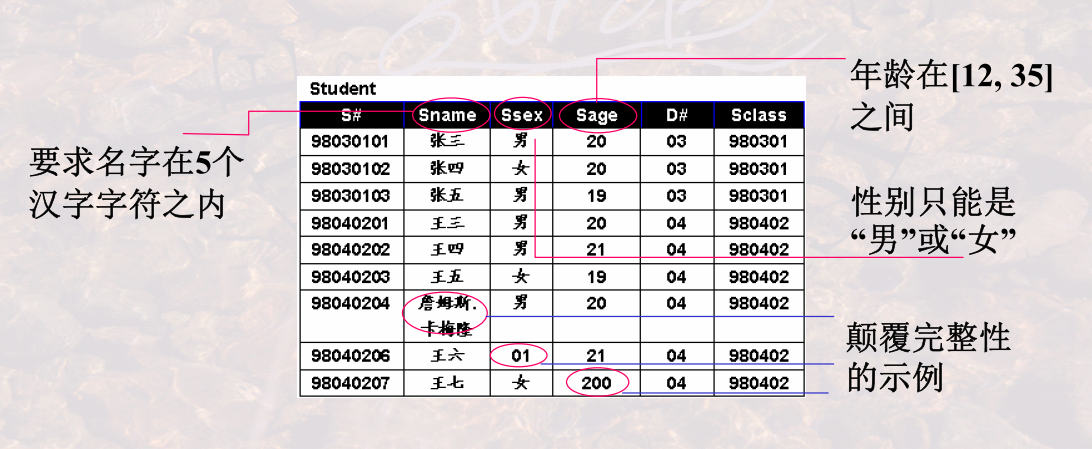 Student
S# Sname Ssex Sage D# Sclass
98030101 张三 男 20 03 980301
98030102 张四 女 20 03 980301
98030103 张五 男 19 03 980301
98040201 王三 男 20 04 980402
98040202 王四 男 21 04 980402
98040203 王五 女 19 04 980402
98040204 詹姆斯. 男 20 04 980402
卡梅隆
98040206 王六 01 21 04 980402
98040207 王七 女 200 04 980402
要求名字在5个
汉字字符之内
年龄在[12, 35]
之间
性别只能是
“男”或“女”
颠覆完整性
的示例